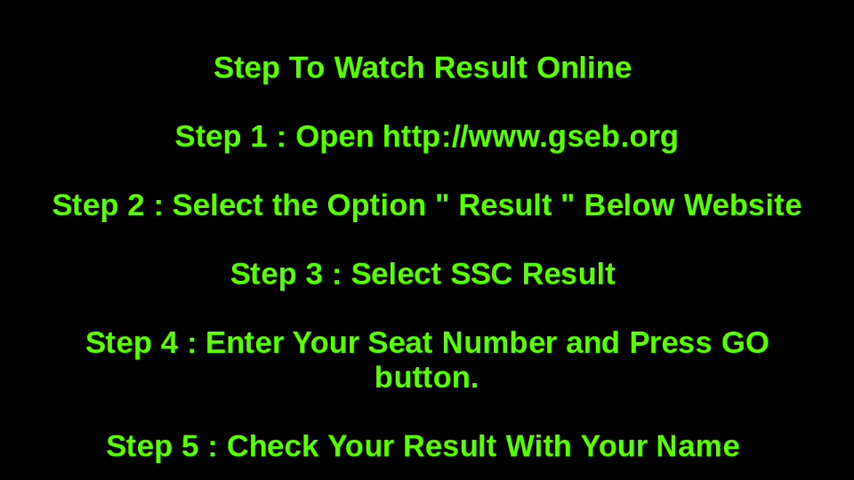 Step To Watch Result Online
Step 1 : Open http://www.gseb.org
Step 2 : Select the Option " Result " Below Website
Step 3 : Select SSC Result
Step 4 : Enter Your Seat Number and Press GO
button.
Step 5 : Check Your Result With Your Name